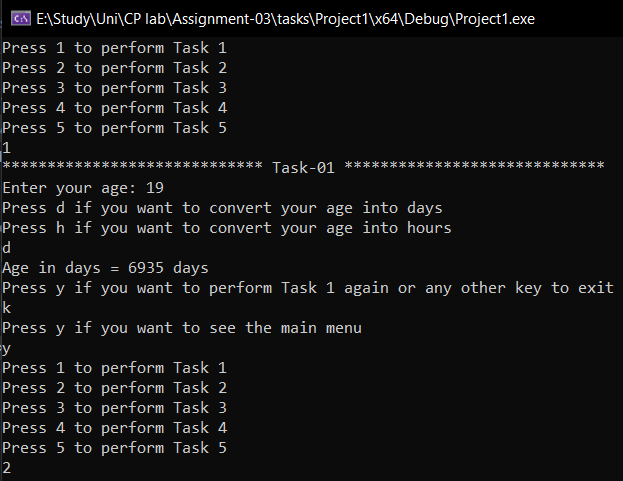 E:\Study\Uni\CP lab\Assignment-03\tasks\Project1\x64\Debug\Project1.exe
Press 1 to perform Task 1
Press 2 to perform Task 2
Press 3 to perform Task 3
Press 4 to perform Task 4
Press 5 to perform Task 5
1
***************************** Task-01 *****************************
Enter your age: 19
Press d if you want to convert your age into days
Press h if you want to convert your age into hours
d
Age in days = 6935 days
Press y if you want to perform Task 1 again or any other key to exit
k
Press y if you want to see the main menu
y
Press 1 to perform Task 1
Press 2 to perform Task 2
Press 3 to perform Task 3
Press 4 to perform Task 4
Press 5 to perform Task 5
2